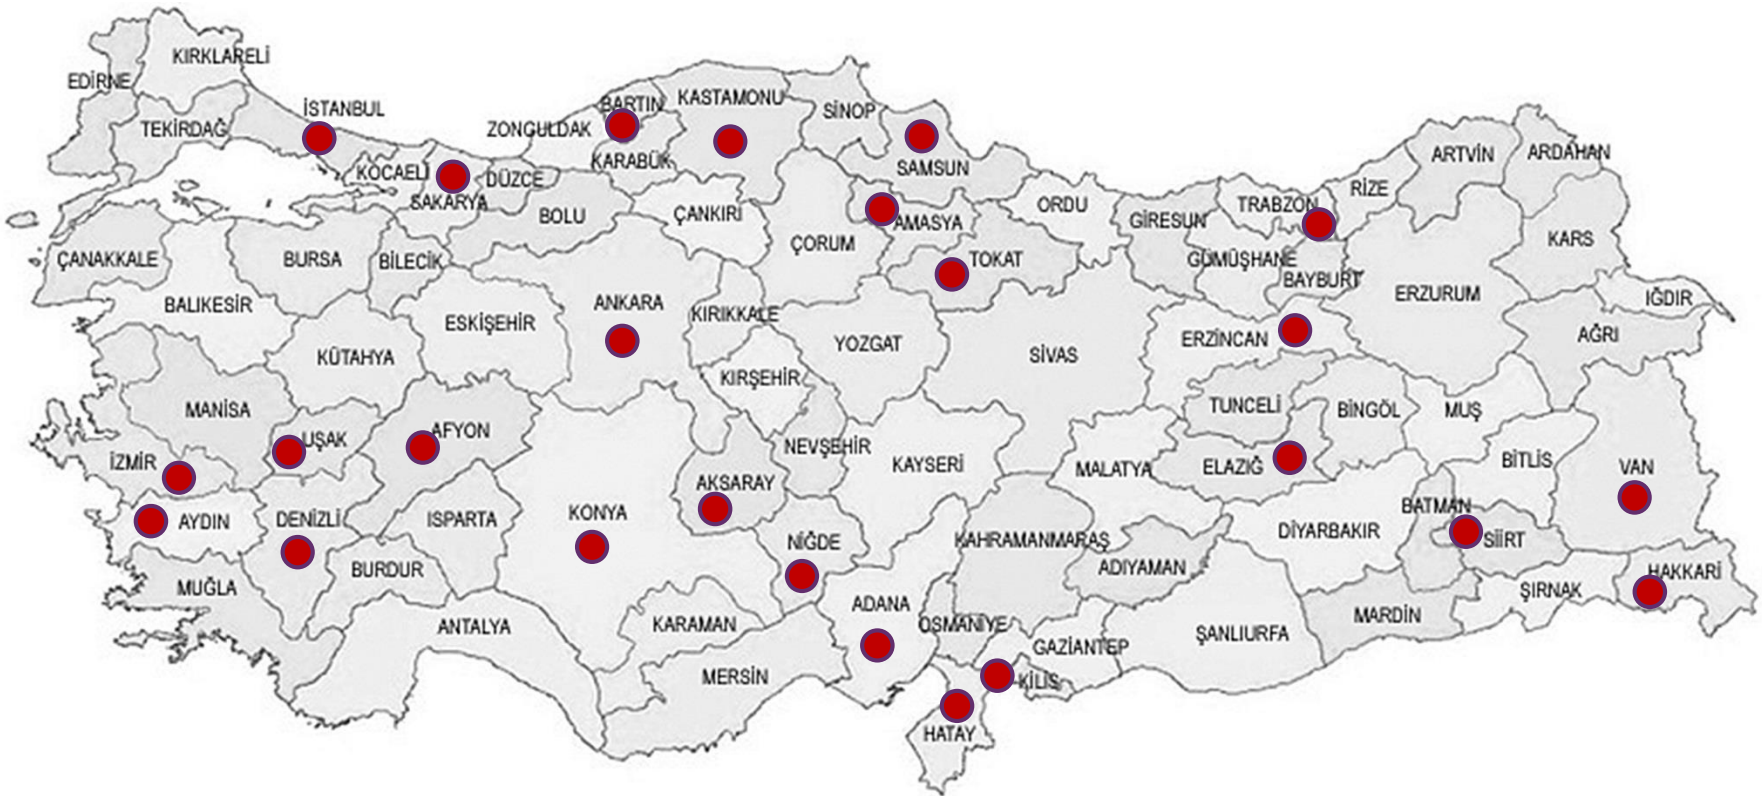 KIRKLARELİ
EDİRNE
İSTANBUL
TEKİRDAĞ
KOCAELİ
SAKARYA
DÜZCE
ZONGULDAK
BARTIN
KARABÜK
KASTAMONU
SİNOP
SAMSUN
ARTVİN
ARDAHAN
RİZE
TRABZON
ORDU
GİRESUN
GÜMÜŞHANE
BAYBURT
KARS
IĞDIR
AĞRI
ERZURUM
ERZİNCAN
AMASYA
TOKAT
ÇORUM
ÇANKIRI
BOLU
BİLECİK
BURSA
ÇANAKKALE
BALIKESİR
ESKİŞEHİR
ANKARA
KIRIKKALE
YOZGAT
SİVAS
KÜTAHYA
KIRŞEHİR
TUNCELİ
BİNGÖL
MUŞ
MANİSA
UŞAK
AFYON
NEVŞEHİR
KAYSERİ
MALATYA
ELAZIĞ
BİTLİS
VAN
İZMİR
AKSARAY
BATMAN
AYDIN
DENİZLİ
ISPARTA
KONYA
NİĞDE
KAHRAMANMARAŞ
ADIYAMAN
DİYARBAKIR
SİİRT
HAKKARİ
ŞIRNAK
MUĞLA
BURDUR
ANTALYA
KARAMAN
ADANA
OSMANİYE
GAZİANTEP
ŞANLIURFA
MARDİN
MERSİN
KİLİS
HATAY